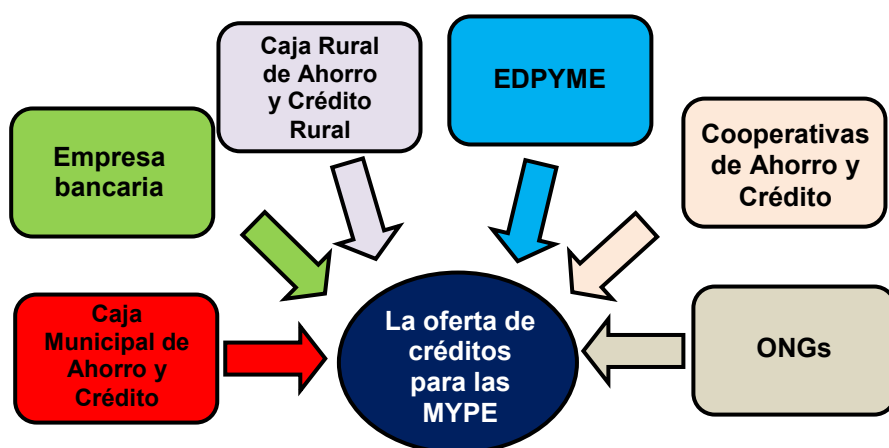 Caja Rural
de Ahorro
y Crédito
Rural
EDPYME
Empresa
bancaria
Cooperativas
de Ahorro y
Crédito
Caja
Municipal de
Ahorro y
Crédito
La oferta de
créditos
para las
MYPE
ONGs